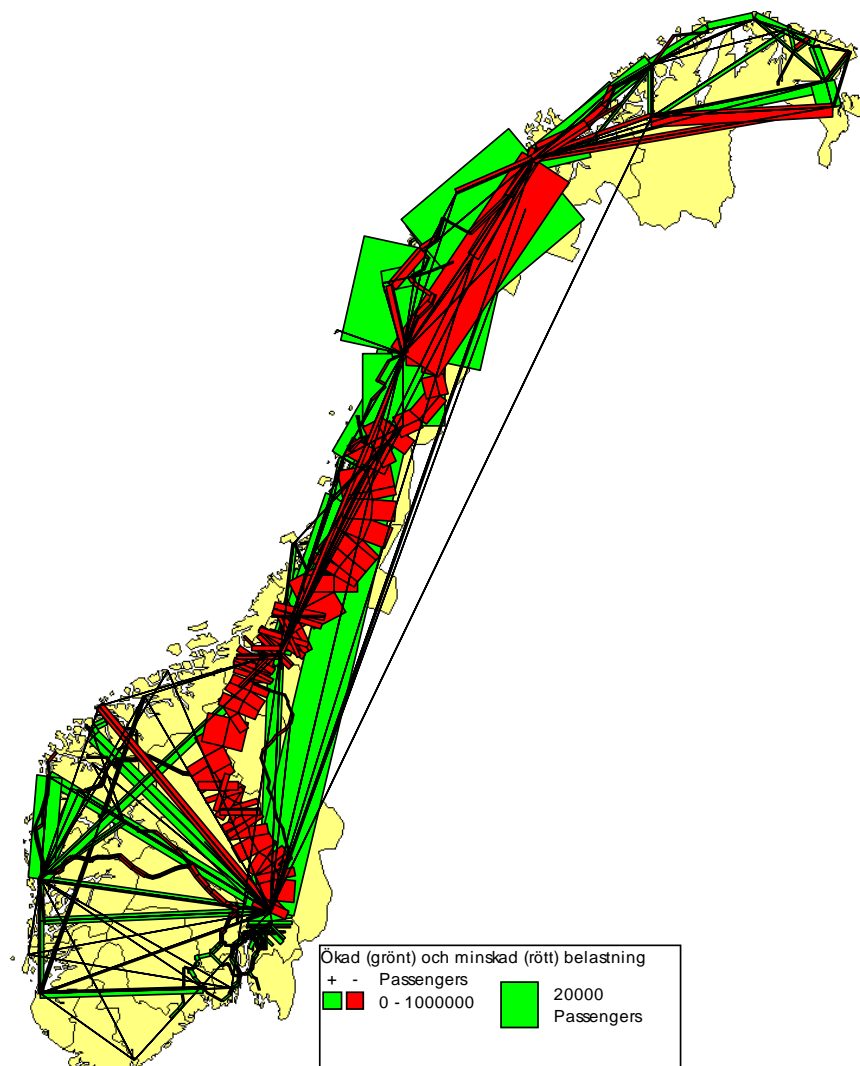 Ökad (grönt) och minskad (rött) belastning
+ - Passengers
0 - 1000000
20000
Passengers